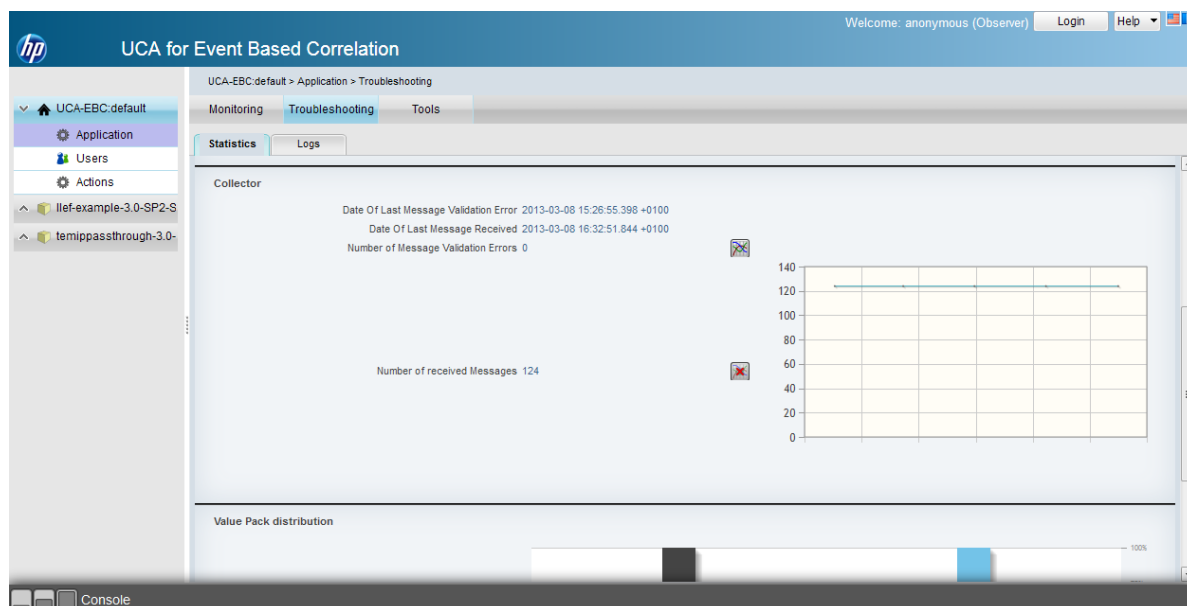 Welcome: anonymous (Observer) Login Help
hp UCA for Event Based Correlation
UCA-EBC:default > Application > Troubleshooting
UCA-EBC:default
Application
Users
Actions
llef-example-3.0-SP2-S
temippassthrough-3.0-
Monitoring Troubleshooting Tools
Statistics Logs
Collector
Date Of Last Message Validation Error 2013-03-08 15:26:55.398 +0100
Date Of Last Message Received 2013-03-08 16:32:51.844 +0100
Number of Message Validation Errors 0
Number of received Messages 124
140
120
100
80
60
40
20
0
Value Pack distribution
100%
Console